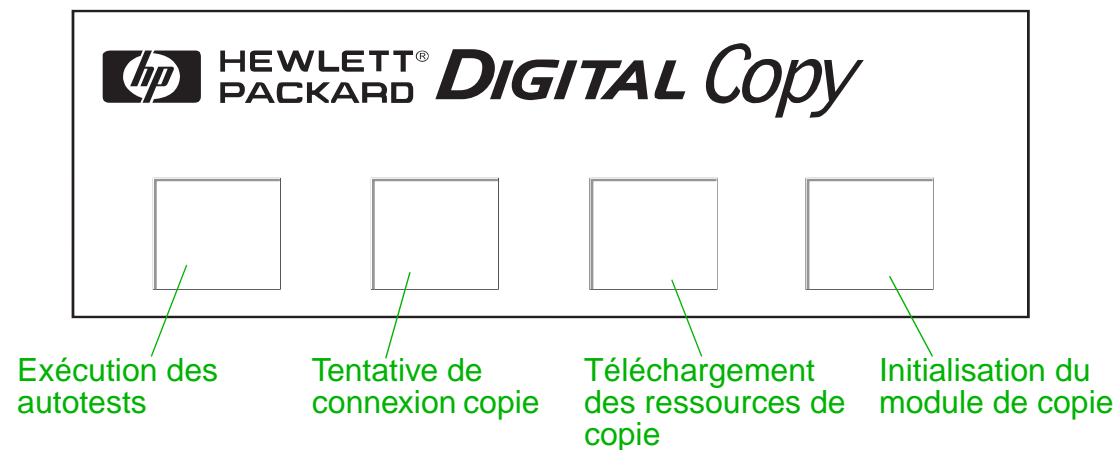 hp HEWLETT® PACKARD DIGITAL Copy
Exécution des
autotests
Tentative de
connexion copie
Téléchargement
des ressources de
copie
Initialisation du
module de copie